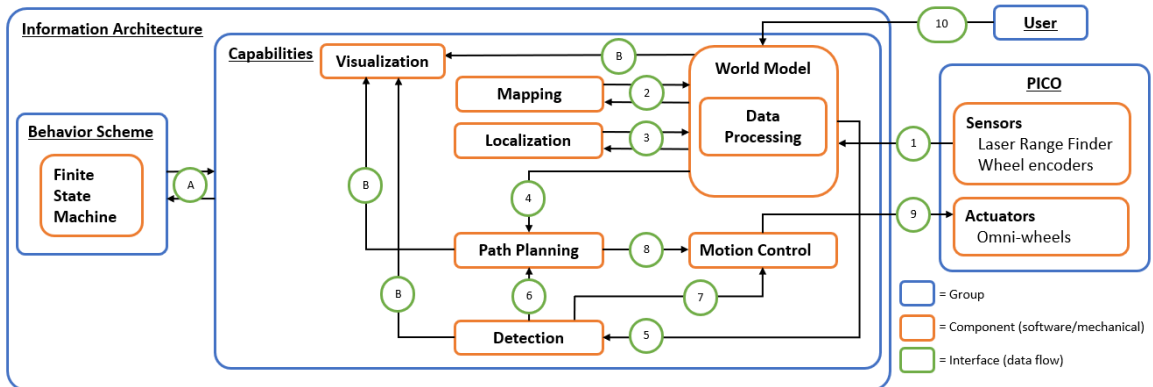 Information Architecture
10
User
Capabilities
Visualization
B
World Model
PICO
Mapping
2
Behavior Scheme
Data
Processing
Sensors
Laser Range Finder
Wheel encoders
Localization
3
1
Finite
State
Machine
A
B
4
Path Planning
8
Motion Control
9
Actuators
Omni-wheels
B
6
7
Detection
5
= Group
= Component (software/mechanical)
= Interface (data flow)